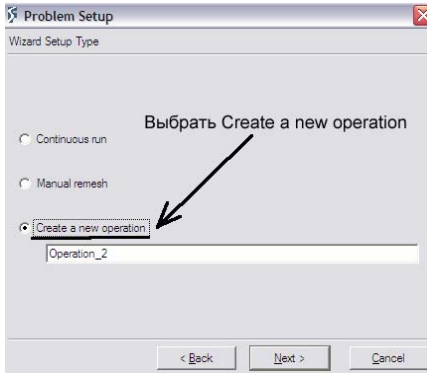 Problem Setup
Wizard Setup Type
Выбрать Create a new operation
Continuous run
Manual remesh
Create a new operation
Operation_2
< Back
Next >
Cancel